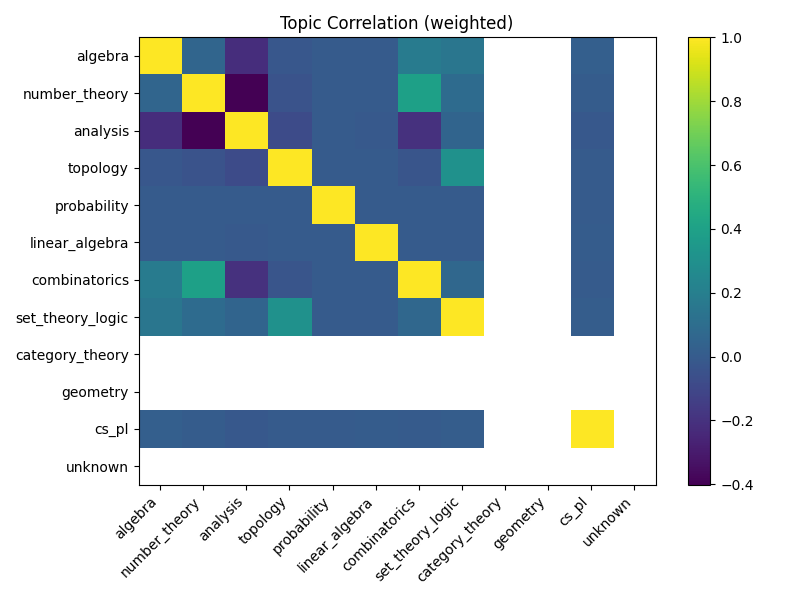 Topic Correlation (weighted)
algebra
number_theory
analysis
topology
probability
linear_algebra
combinatorics
set_theory_logic
category_theory
geometry
cs_pl
unknown
algebra
number_theory
analysis
topology
probability
linear_algebra
combinatorics
set_theory_logic
category_theory
geometry
cs_pl
unknown
1.0
0.8
0.6
0.4
0.2
0.0
−0.2
−0.4